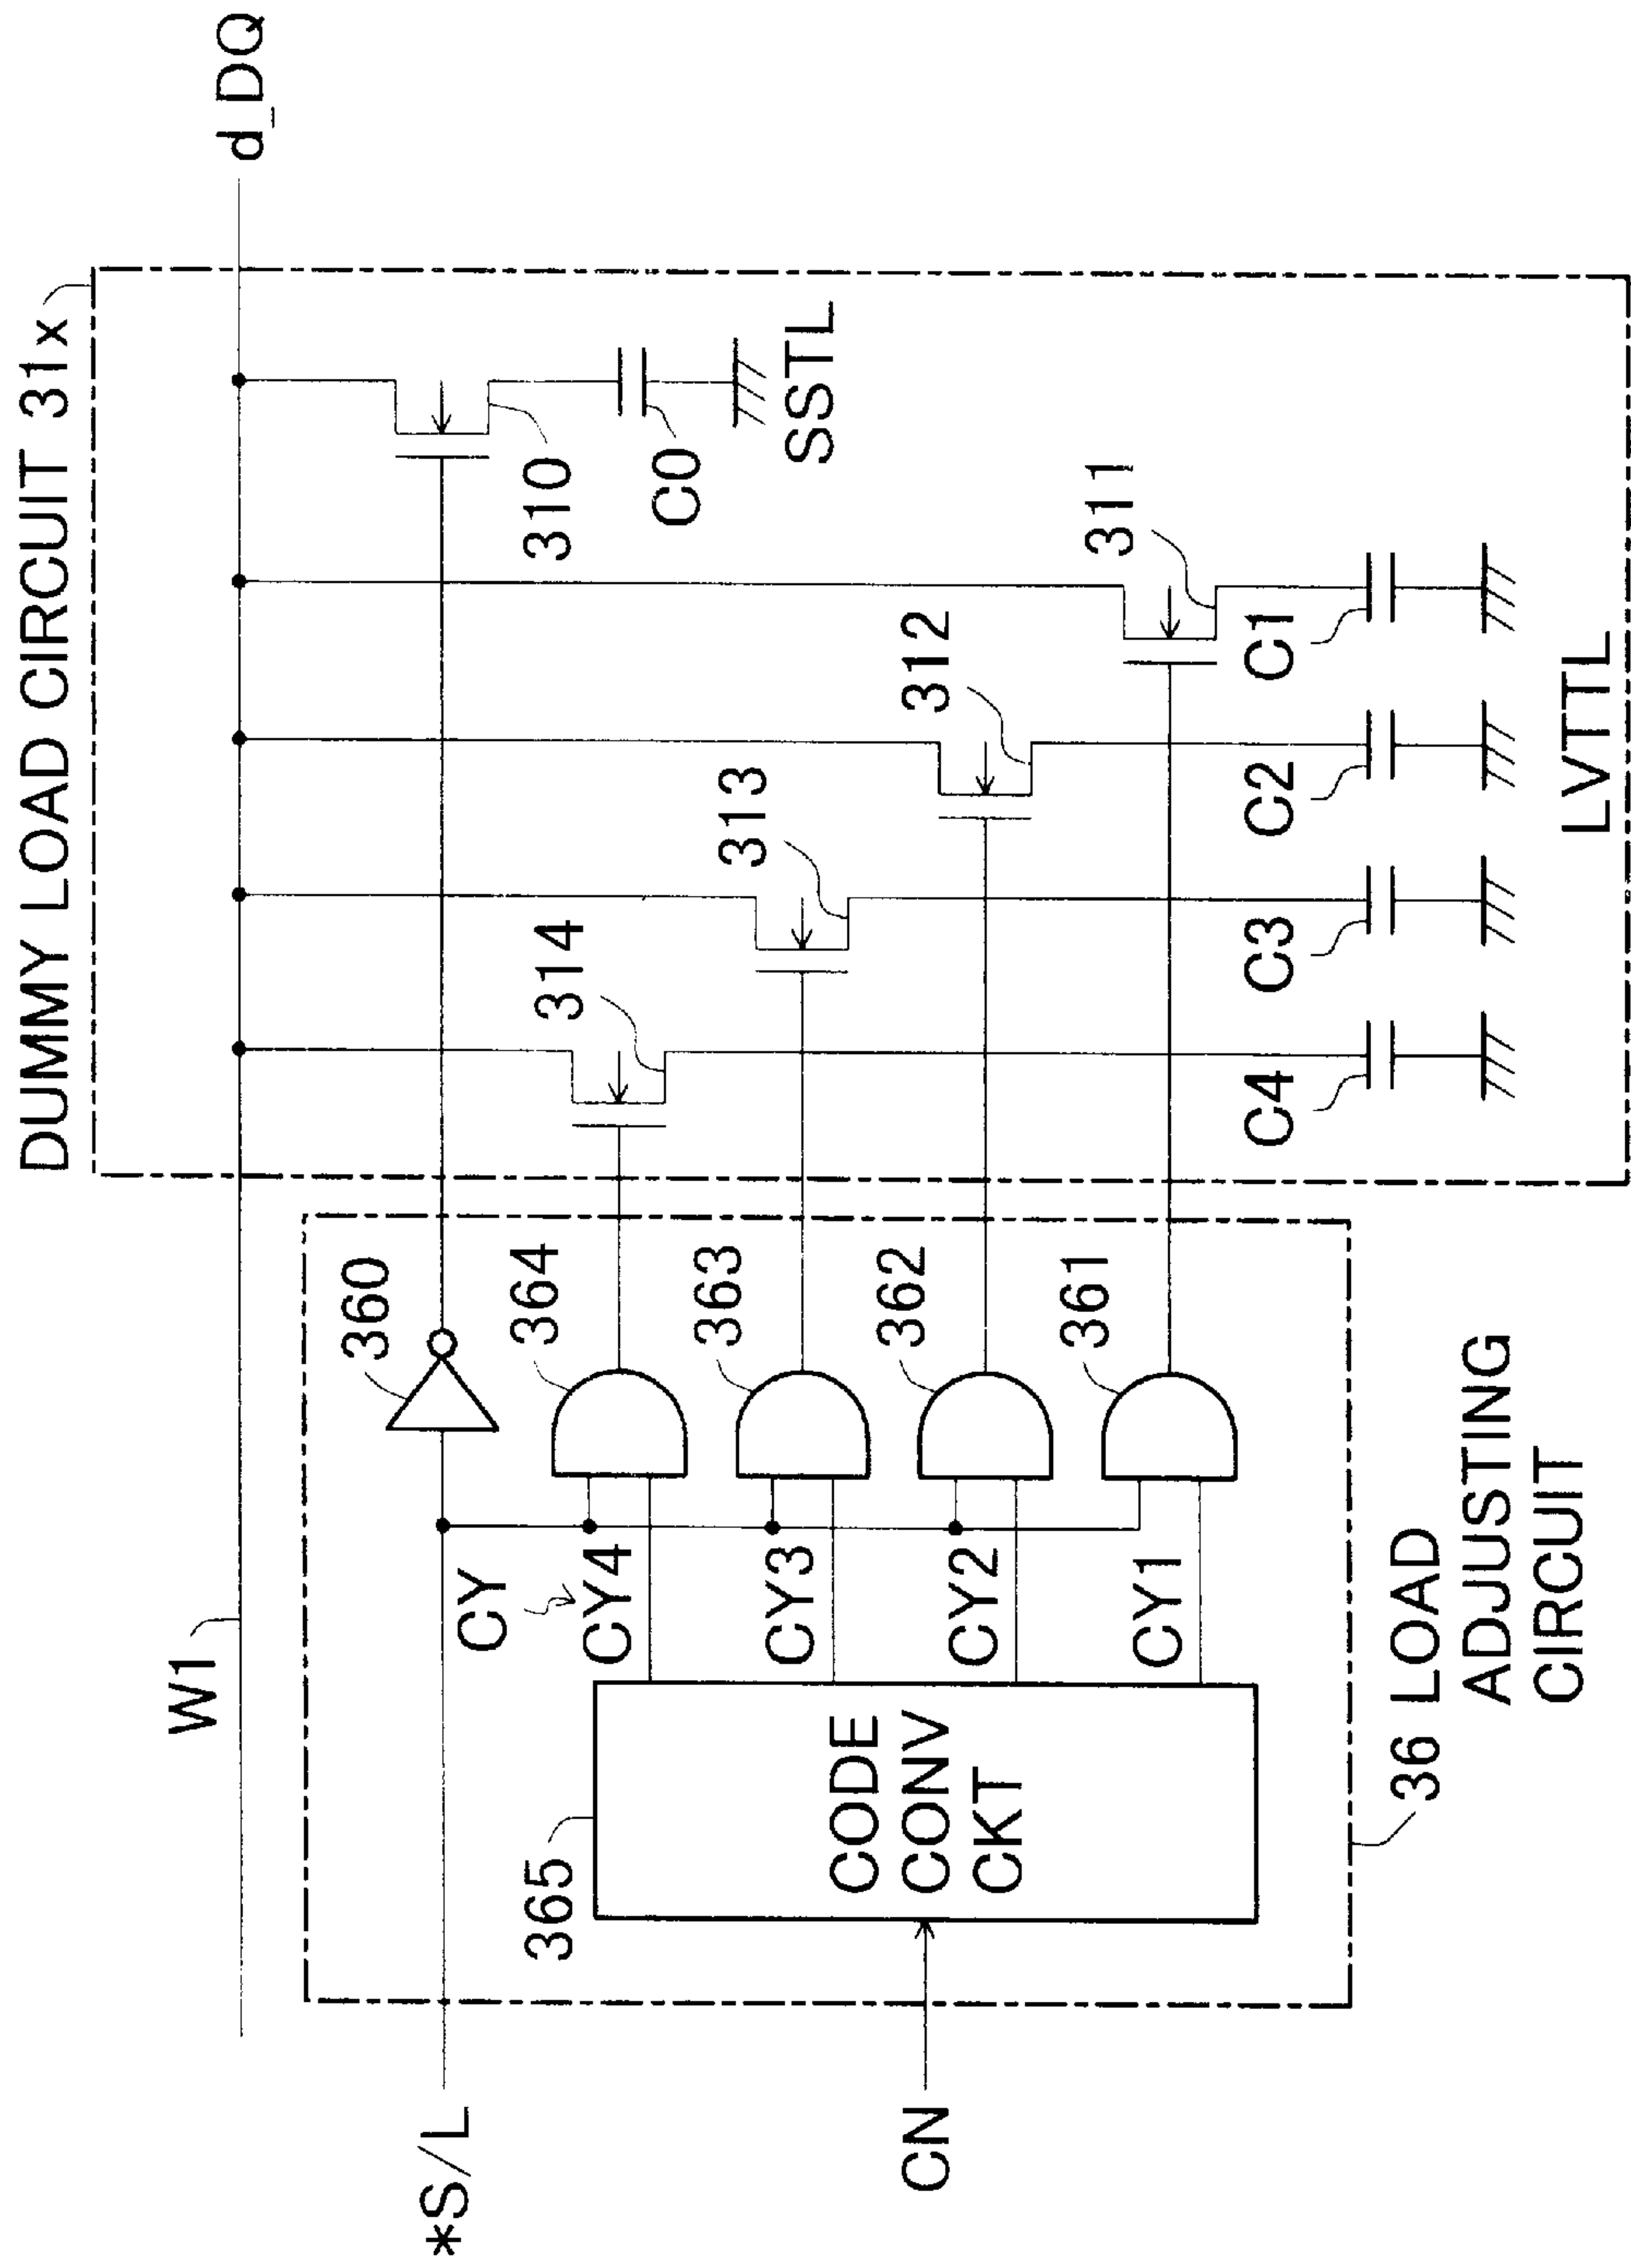 DUMMY LOAD CIRCUIT 31x
W1
d_DQ
*S/L
360
310
C0
SSTL
CY
CY4
364
314
CY3
363
313
CY2
362
312
CY1
361
311
365
CODE
CONV
CKT
CN
C4
C3
C2
C1
LVTTL
36 LOAD
ADJUSTING
CIRCUIT